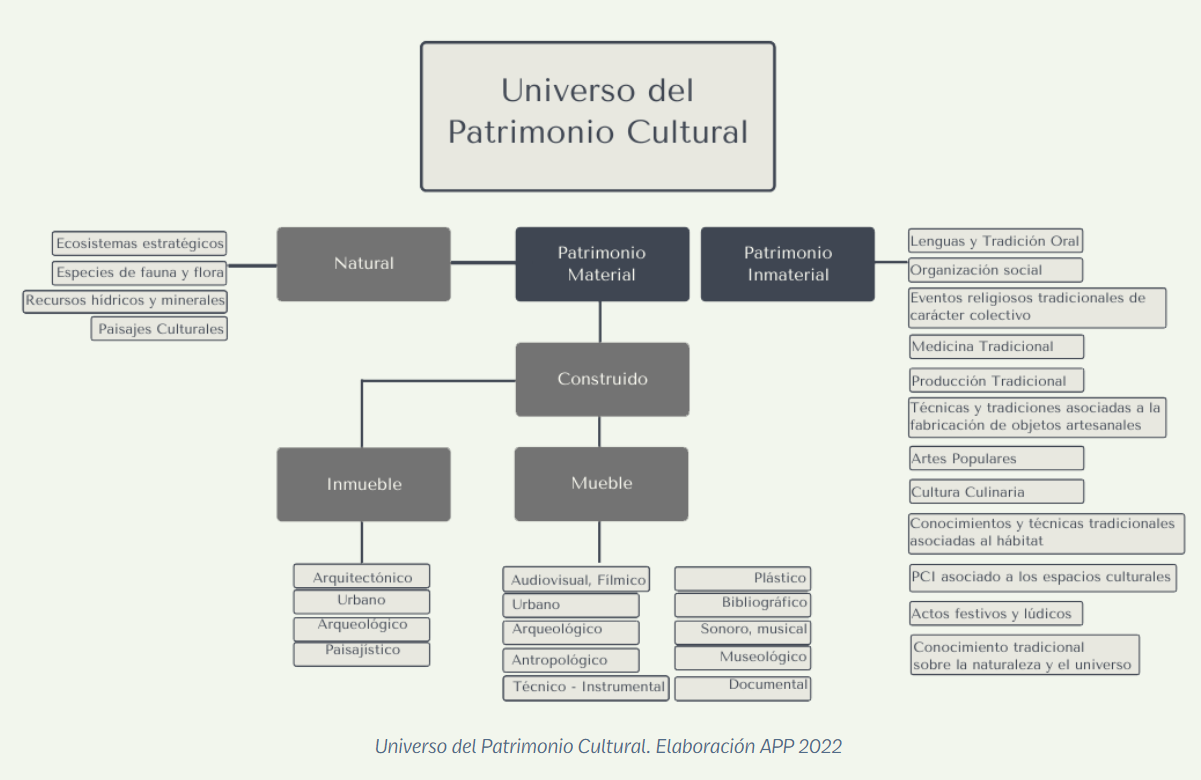 Universo del
Patrimonio Cultural
Ecosistemas estratégicos
Especies de fauna y flora
Recursos hídricos y minerales
Paisajes Culturales
Natural
Patrimonio
Material
Patrimonio
Inmaterial
Construido
Inmueble
Mueble
Arquitectónico
Urbano
Arqueológico
Paisajístico
Audiovisual, Fílmico
Urbano
Arqueológico
Antropológico
Técnico - Instrumental
Plástico
Bibliográfico
Sonoro, musical
Museológico
Documental
Lenguas y Tradición Oral
Organización social
Eventos religiosos tradicionales de
carácter colectivo
Medicina Tradicional
Producción Tradicional
Técnicas y tradiciones asociadas a la
fabricación de objetos artesanales
Artes Populares
Cultura Culinaria
Conocimientos y técnicas tradicionales
asociadas al hábitat
PCI asociado a los espacios culturales
Actos festivos y lúdicos
Conocimiento tradicional
sobre la naturaleza y el universo
Universo del Patrimonio Cultural. Elaboración APP 2022